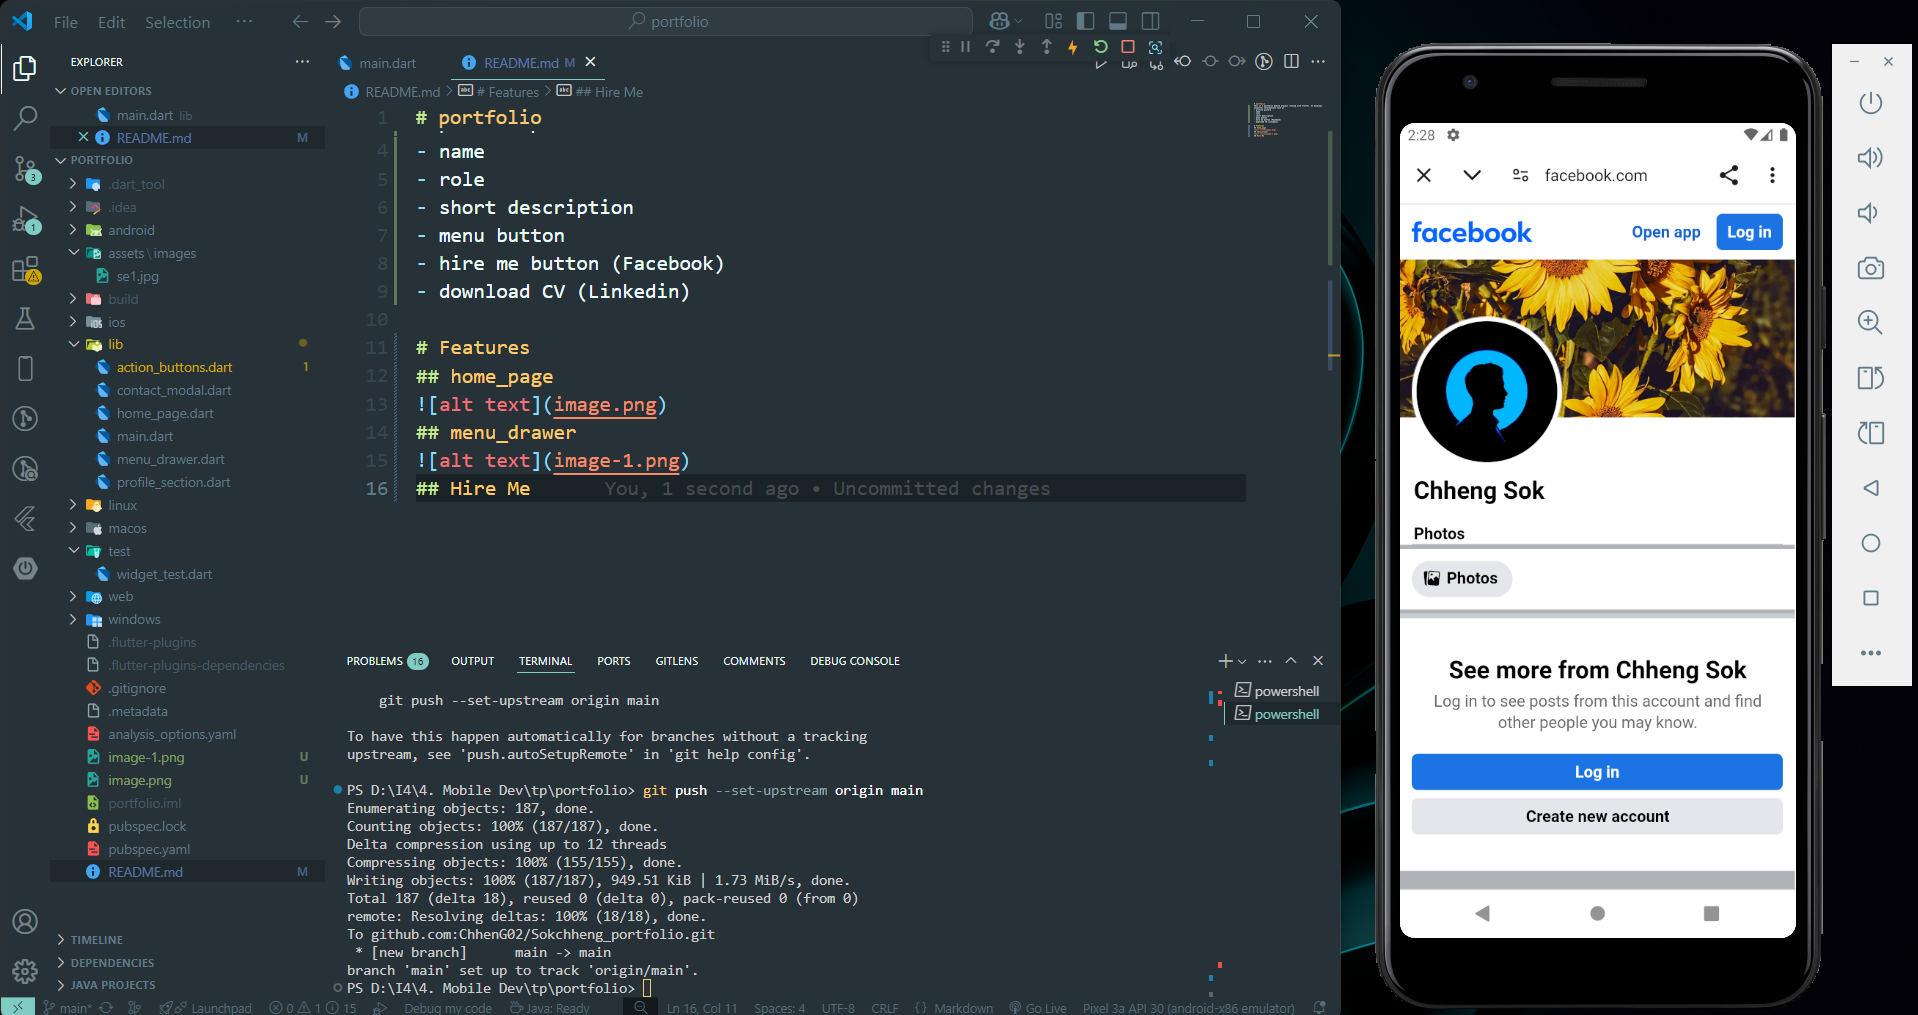 File Edit Selection ··· portfolio
EXPLORER ···
OPEN EDITORS
main.dart lib
README.md M
PORTFOLIO
.dart_tool
.idea
android
assets\images
se1.jpg
build
ios
lib
action_buttons.dart 1
contact_modal.dart
home_page.dart
main.dart
menu_drawer.dart
profile_section.dart
linux
macos
test
widget_test.dart
web
windows
.flutter-plugins
.flutter-plugins-dependencies
.gitignore
.metadata
analysis_options.yaml
image-1.png U
image.png U
portfolio.iml
pubspec.lock
pubspec.yaml
README.md M
TIMELINE
DEPENDENCIES
JAVA PROJECTS
3
1
main.dart README.md M
README.md > # Features > ## Hire Me
1 # portfolio
4 - name
5 - role
6 - short description
7 - menu button
8 - hire me button (Facebook)
9 - download CV (Linkedin)
10
11 # Features
12 ## home_page
13 ![alt text](image.png)
14 ## menu_drawer
15 ![alt text](image-1.png)
16 ## Hire Me You, 1 second ago • Uncommitted changes
PROBLEMS 16 OUTPUT TERMINAL PORTS GITLENS COMMENTS DEBUG CONSOLE
powershell
powershell
git push --set-upstream origin main
To have this happen automatically for branches without a tracking
upstream, see 'push.autoSetupRemote' in 'git help config'.
PS D:\I4\4. Mobile Dev\tp\portfolio> git push --set-upstream origin main
Enumerating objects: 187, done.
Counting objects: 100% (187/187), done.
Delta compression using up to 12 threads
Compressing objects: 100% (155/155), done.
Writing objects: 100% (187/187), 949.51 KiB | 1.73 MiB/s, done.
Total 187 (delta 18), reused 0 (delta 0), pack-reused 0 (from 0)
remote: Resolving deltas: 100% (18/18), done.
To github.com:ChhenG02/Sokchheng_portfolio.git
* [new branch] main -> main
branch 'main' set up to track 'origin/main'.
PS D:\I4\4. Mobile Dev\tp\portfolio>
main* Launchpad 0 1 15 Debug my code Java: Ready Ln 16, Col 11 Spaces: 4 UTF-8 CRLF {} Markdown Go Live Pixel 3a API 30 (android-x86 emulator)
2:28
facebook.com
facebook Open app Log in
Chheng Sok
Photos
Photos
See more from Chheng Sok
Log in to see posts from this account and find
other people you may know.
Log in
Create new account